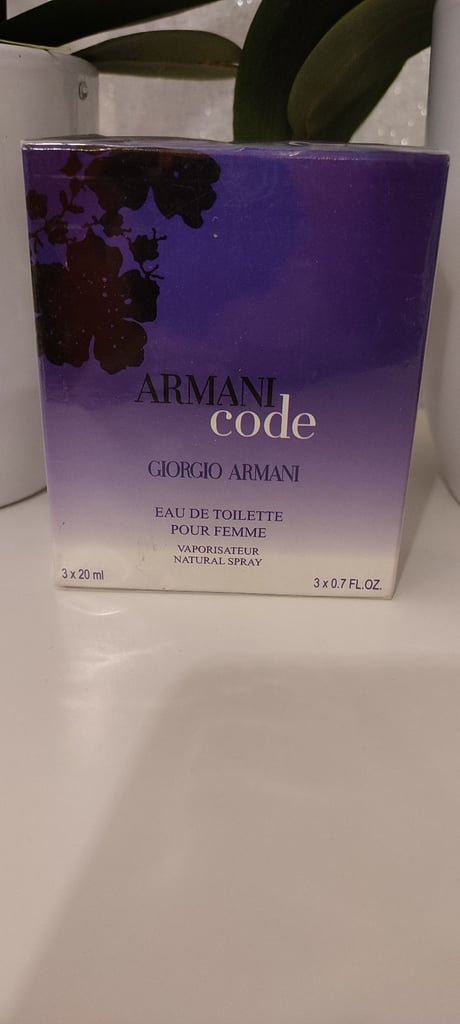 ARMANI
code
GIORGIO ARMANI
EAU DE TOILETTE
POUR FEMME
VAPORISATEUR
NATURAL SPRAY
3 x 20 ml
3 x 0.7 FL.OZ.